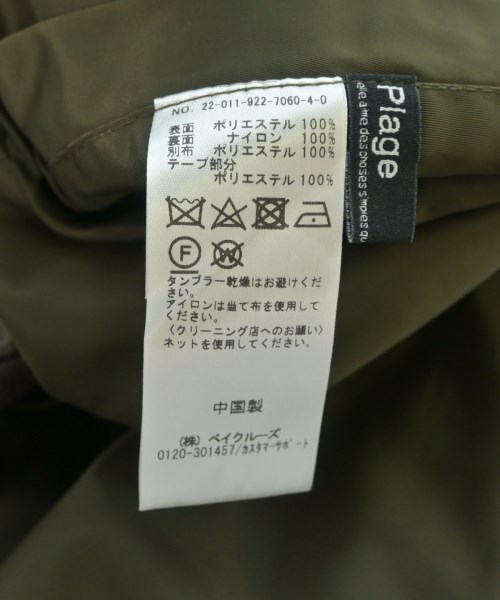 NO. 22-011-922-7060-4-0
表面 ポリエステル 100%
裏面 ナイロン 100%
別布 ポリエステル 100%
テープ部分
ポリエステル 100%
F
W
タンブラー乾燥はお避けくだ
さい。
アイロンは当て布を使用して
ください。
〈クリーニング店へのお願い〉
ネットを使用してください。
中国製
(株) ベイクルーズ
0120-301457/カスタマーサポート
Plage